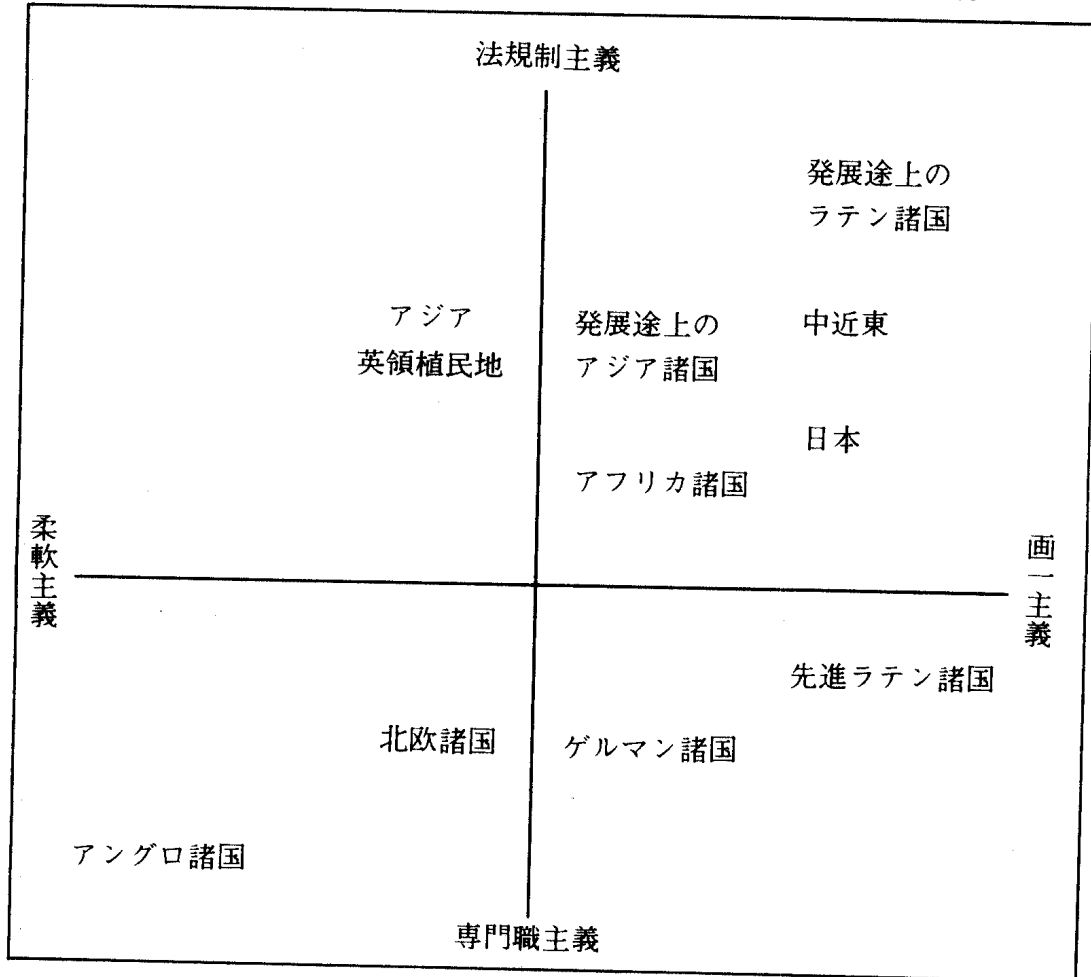 法規制主義
発展途上の
ラテン諸国
アジア
英領植民地
発展途上の
アジア諸国
中近東
日本
アフリカ諸国
柔軟主義
画一主義
先進ラテン諸国
北欧諸国
ゲルマン諸国
アングロ諸国
専門職主義